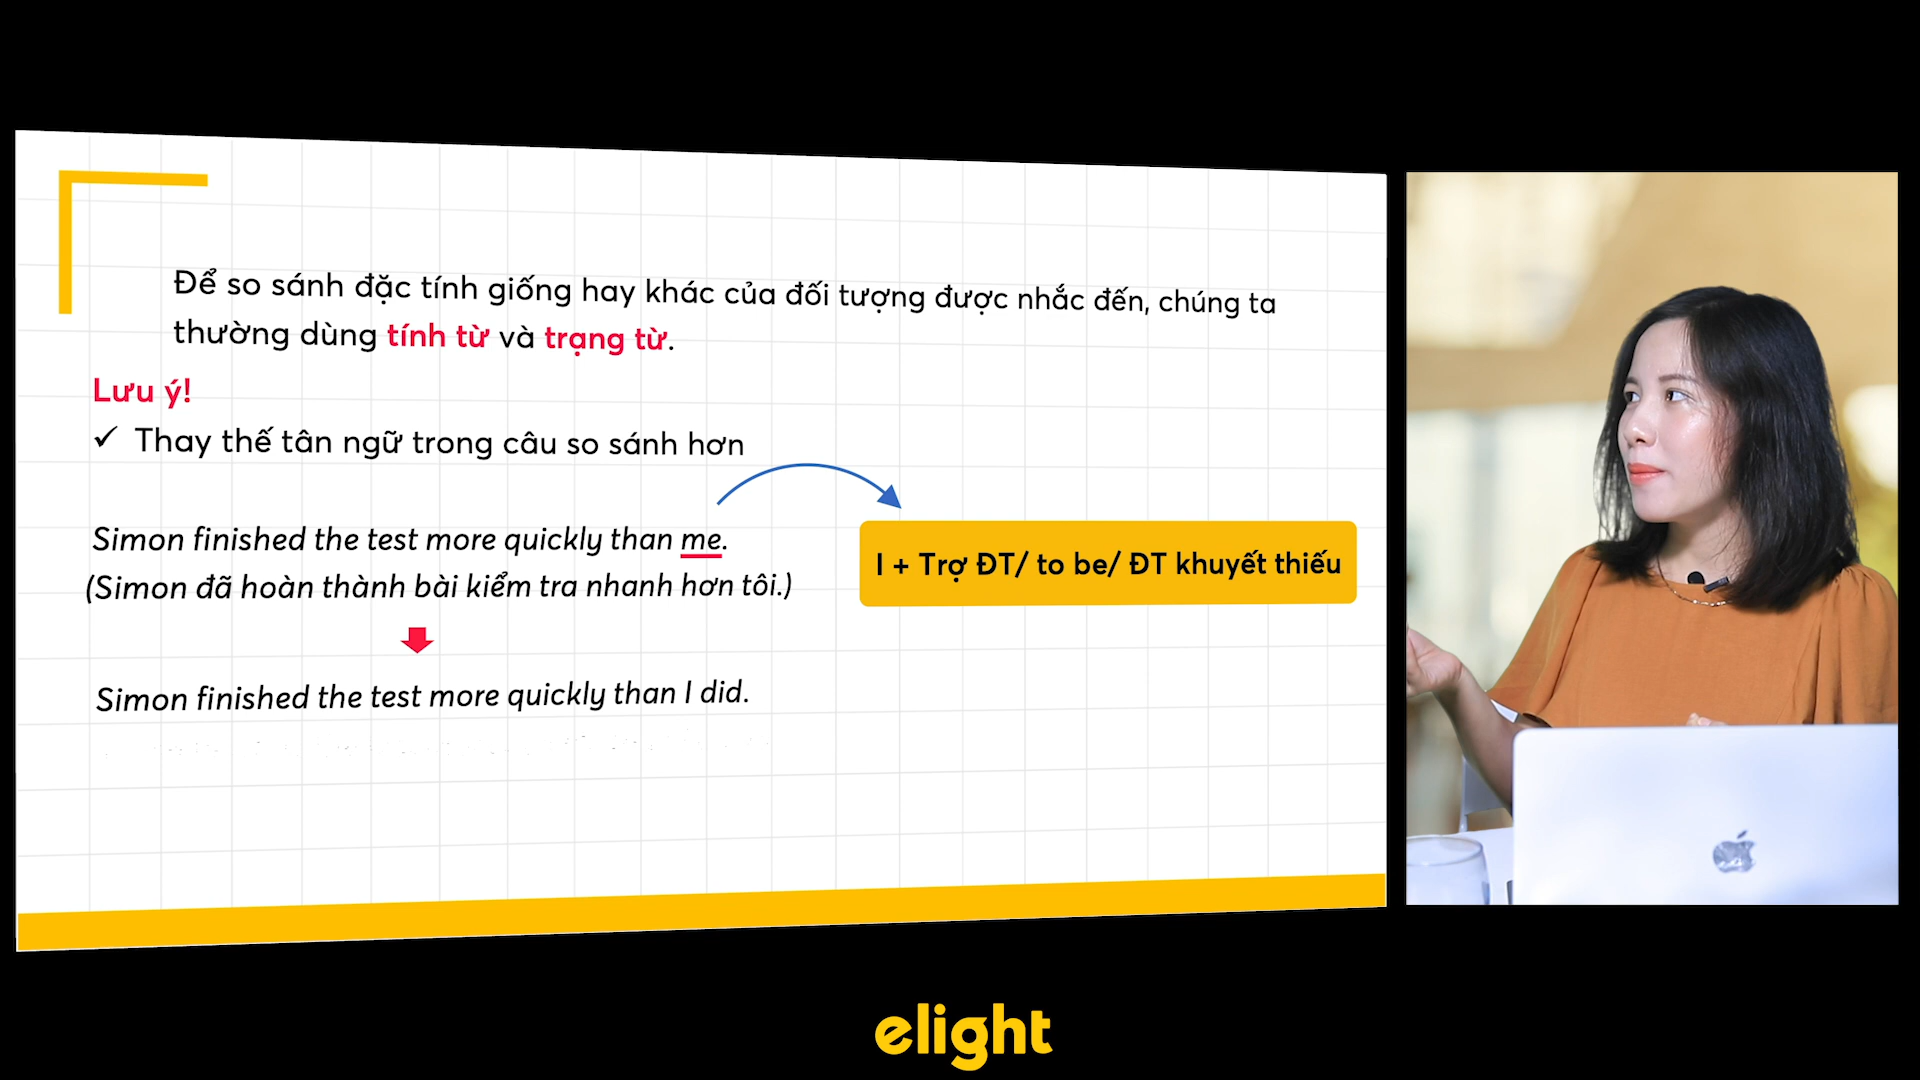 Để so sánh đặc tính giống hay khác của đối tượng được nhắc đến, chúng ta
thường dùng tính từ và trạng từ.
Lưu ý!
✓ Thay thế tân ngữ trong câu so sánh hơn
Simon finished the test more quickly than me.
(Simon đã hoàn thành bài kiểm tra nhanh hơn tôi.)
I + Trợ ĐT/ to be/ ĐT khuyết thiếu
Simon finished the test more quickly than I did.
elight